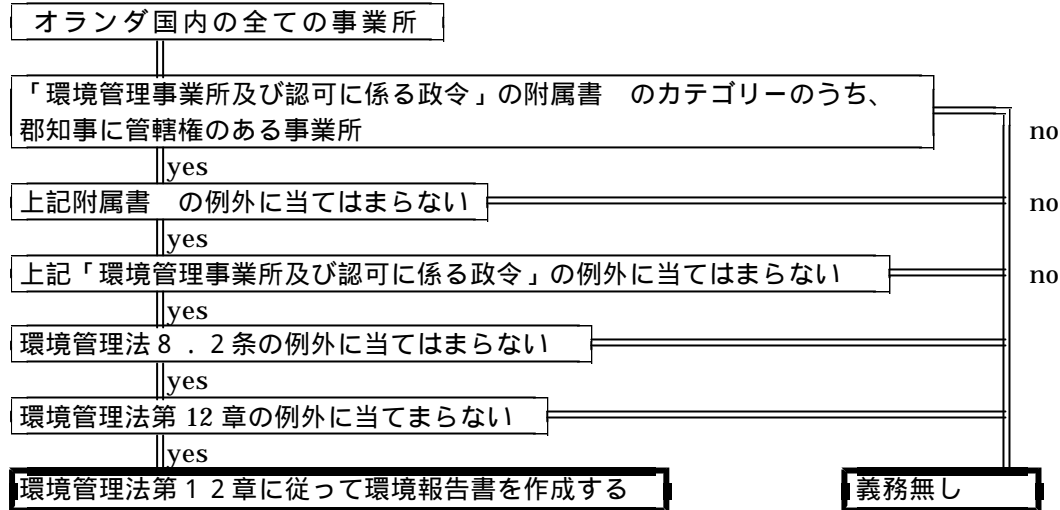 オランダ国内の全ての事業所
「環境管理事業所及び認可に係る政令」の附属書　のカテゴリーのうち、
郡知事に管轄権のある事業所
no
yes
上記附属書　の例外に当てはまらない
no
yes
上記「環境管理事業所及び認可に係る政令」の例外に当てはまらない
no
yes
環境管理法８．２条の例外に当てはまらない
yes
環境管理法第 12 章の例外に当てまらない
yes
環境管理法第１２章に従って環境報告書を作成する
義務無し